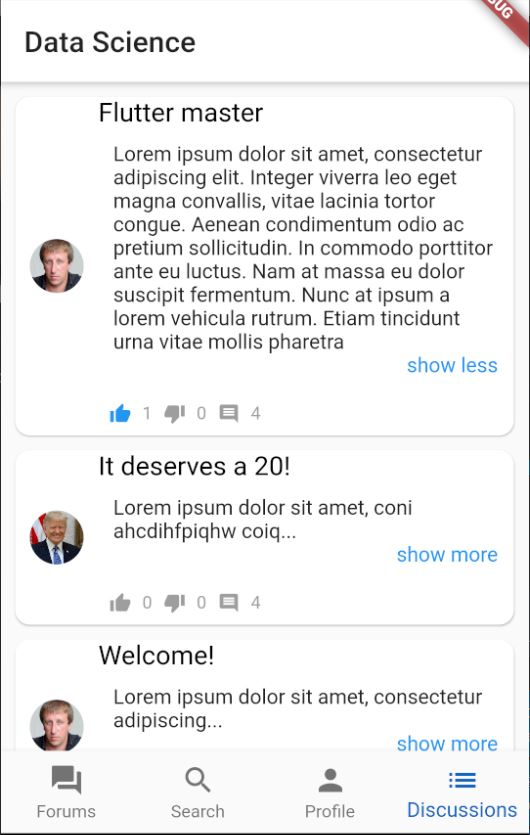 Data Science
Flutter master
Lorem ipsum dolor sit amet, consectetur
adipiscing elit. Integer viverra leo eget
magna convallis, vitae lacinia tortor
congue. Aenean condimentum odio ac
pretium sollicitudin. In commodo porttitor
ante eu luctus. Nam at massa eu dolor
suscipit fermentum. Nunc at ipsum a
lorem vehicula rutrum. Etiam tincidunt
urna vitae mollis pharetra
show less
1 0 4
It deserves a 20!
Lorem ipsum dolor sit amet, coni
ahcdihfpiqhw coiq...
show more
0 0 4
Welcome!
Lorem ipsum dolor sit amet, consectetur
adipiscing...
show more
Forums Search Profile Discussions